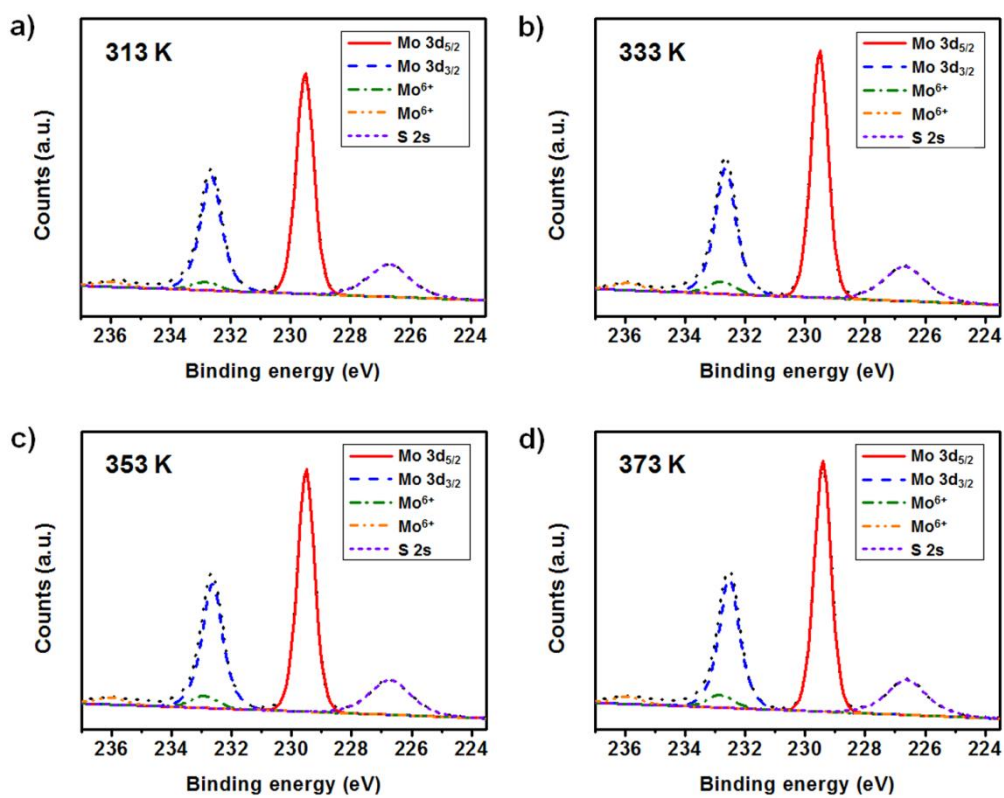 a)
313 K
Mo 3d5/2
Mo 3d3/2
Mo6+
Mo6+
S 2s
Counts (a.u.)
236 234 232 230 228 226 224
Binding energy (eV)
b)
333 K
Mo 3d5/2
Mo 3d3/2
Mo6+
Mo6+
S 2s
Counts (a.u.)
236 234 232 230 228 226 224
Binding energy (eV)
c)
353 K
Mo 3d5/2
Mo 3d3/2
Mo6+
Mo6+
S 2s
Counts (a.u.)
236 234 232 230 228 226 224
Binding energy (eV)
d)
373 K
Mo 3d5/2
Mo 3d3/2
Mo6+
Mo6+
S 2s
Counts (a.u.)
236 234 232 230 228 226 224
Binding energy (eV)